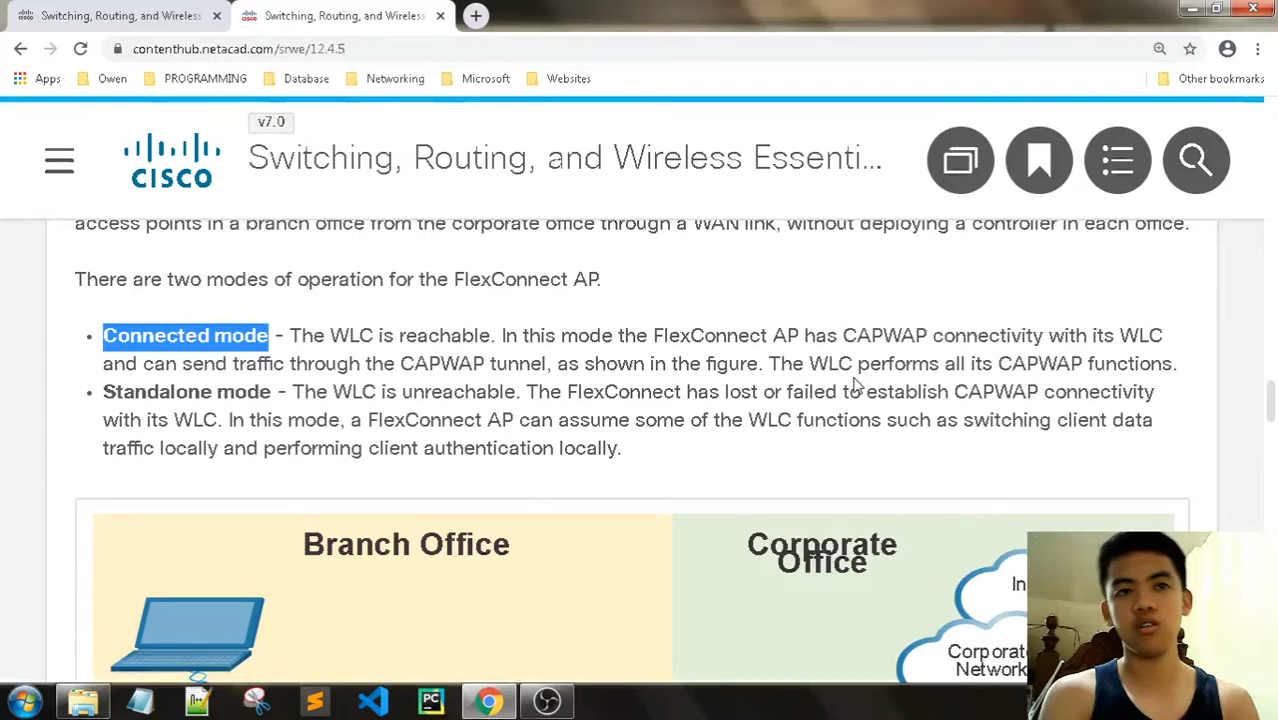 Switching, Routing, and Wireless
Switching, Routing, and Wireless
contenthub.netacad.com/srwe/12.4.5
Apps Owen PROGRAMMING Database Networking Microsoft Websites Other bookmarks
v7.0
CISCO
Switching, Routing, and Wireless Essenti...
access points in a branch office from the corporate office through a WAN link, without deploying a controller in each office.
There are two modes of operation for the FlexConnect AP.
• Connected mode - The WLC is reachable. In this mode the FlexConnect AP has CAPWAP connectivity with its WLC
and can send traffic through the CAPWAP tunnel, as shown in the figure. The WLC performs all its CAPWAP functions.
• Standalone mode - The WLC is unreachable. The FlexConnect has lost or failed to establish CAPWAP connectivity
with its WLC. In this mode, a FlexConnect AP can assume some of the WLC functions such as switching client data
traffic locally and performing client authentication locally.
Branch Office
Corporate
Office
In
Corporate
Network
PC